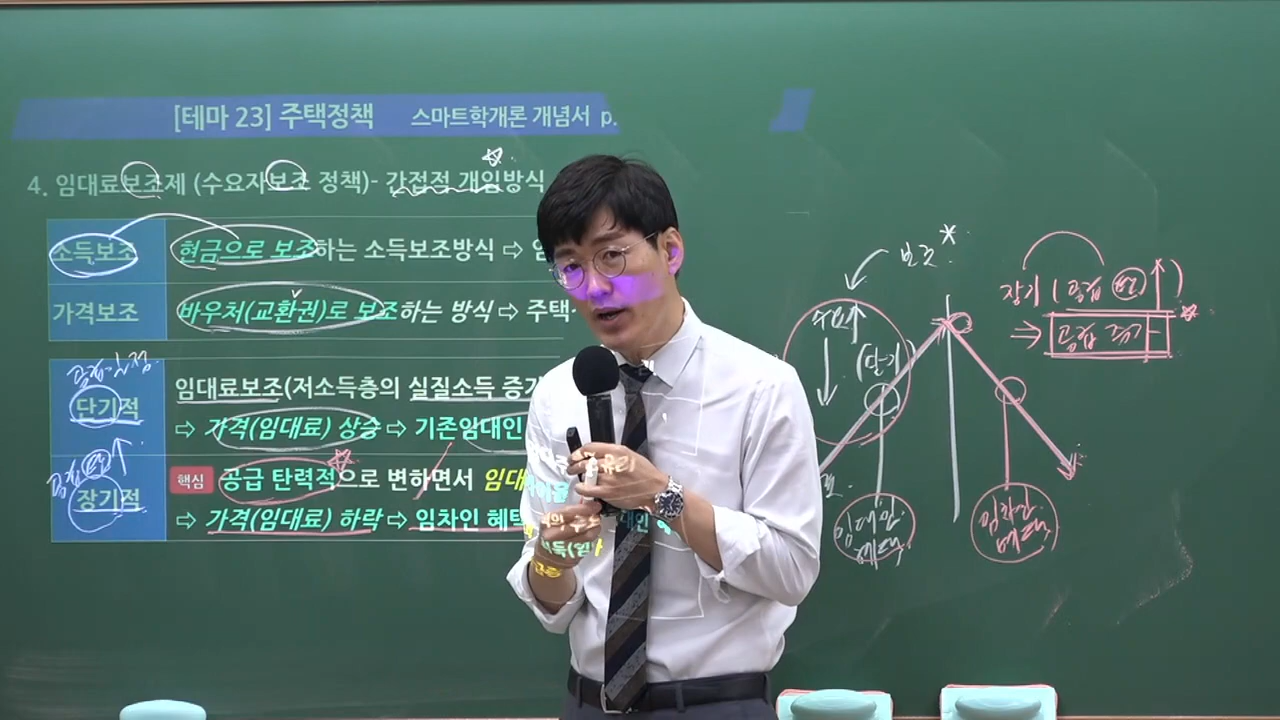 [테마 23] 주택정책 스마트학개론 개념서 p.
4. 임대료보조제 (수요자보조 정책)- 간접적 개입방식
소득보조 현금으로 보조하는 소득보조방식 ⇨
가격보조 바우처(교환권)로 보조하는 방식 ⇨ 주택
단기적
임대료보조(저소득층의 실질소득 증가
⇨ 가격(임대료) 상승 ⇨ 기존임대인
장기적
핵심 공급 탄력적으로 변하면서 임대
⇨ 가격(임대료) 하락 ⇨ 임차인 혜택
보조*
수요↑
(단기)
임대인
혜택
임차인
혜택
장기 (공급 ↑)
⇒ 공급 증가